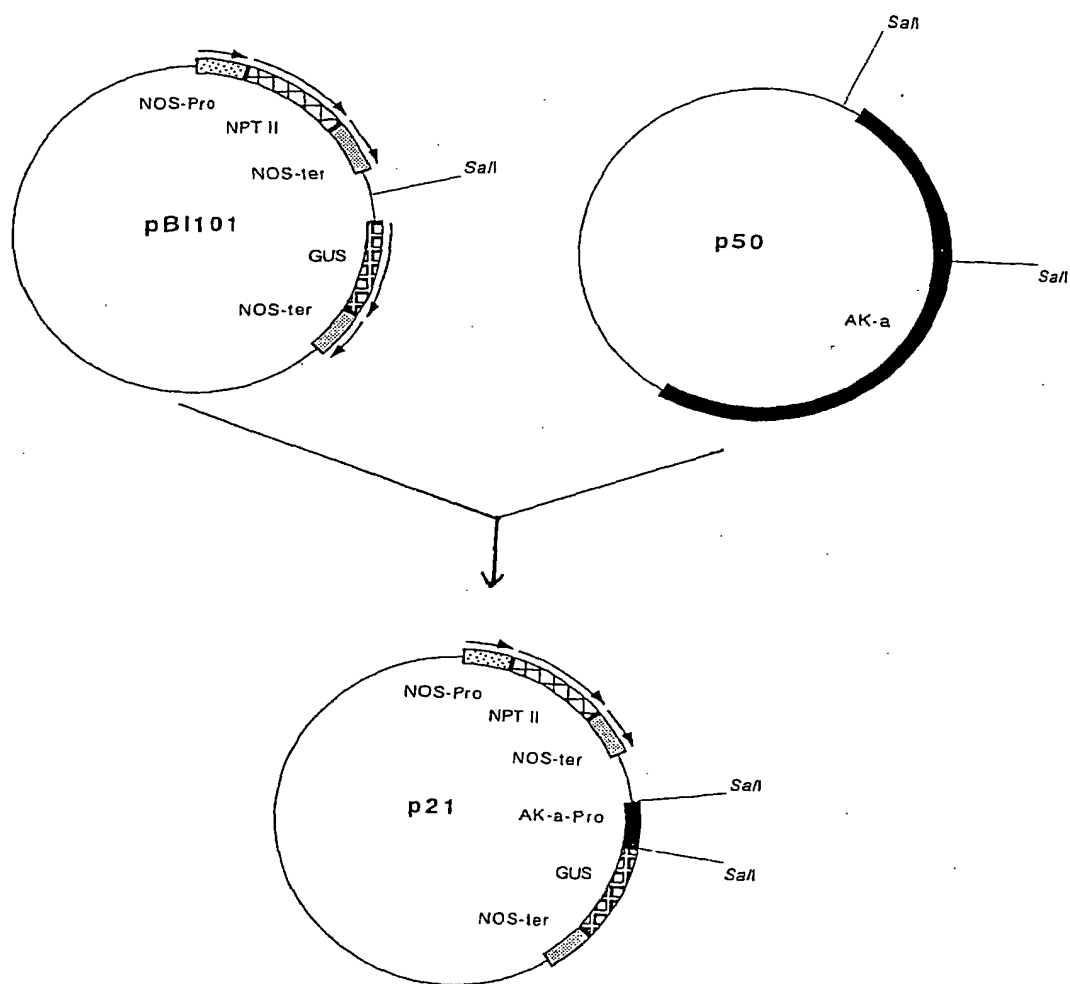 NOS-Pro
NPT II
NOS-ter
SalI
pBI101
GUS
NOS-ter
SalI
p50
SalI
AK-a
NOS-Pro
NPT II
NOS-ter
SalI
p21
AK-a-Pro
GUS
SalI
NOS-ter